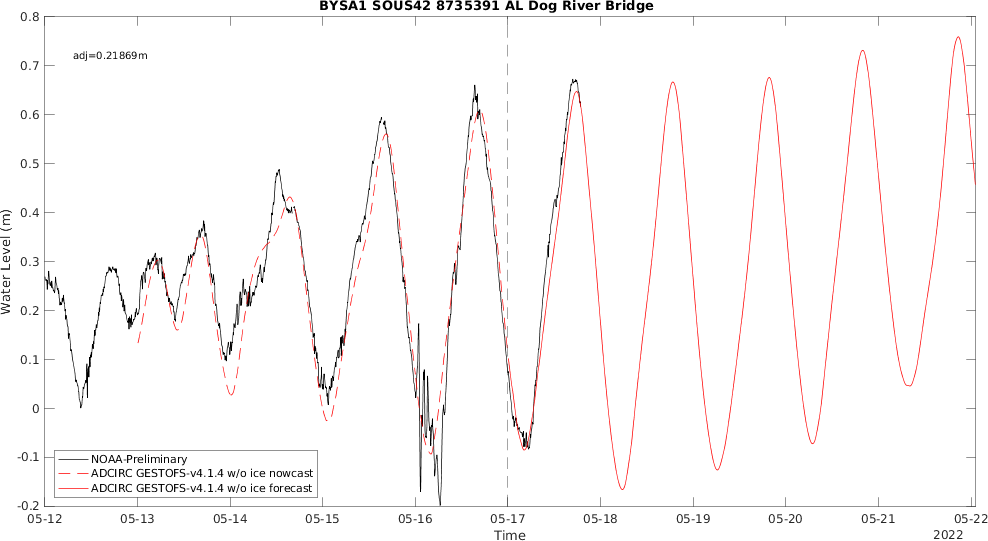 BYSA1 SOUS42 8735391 AL Dog River Bridge
adj=0.21869m
Water Level (m)
0.8
0.7
0.6
0.5
0.4
0.3
0.2
0.1
0
-0.1
-0.2
NOAA-Preliminary
ADCIRC GESTOFS-v4.1.4 w/o ice nowcast
ADCIRC GESTOFS-v4.1.4 w/o ice forecast
05-12 05-13 05-14 05-15 05-16 05-17 05-18 05-19 05-20 05-21 05-22
Time
2022